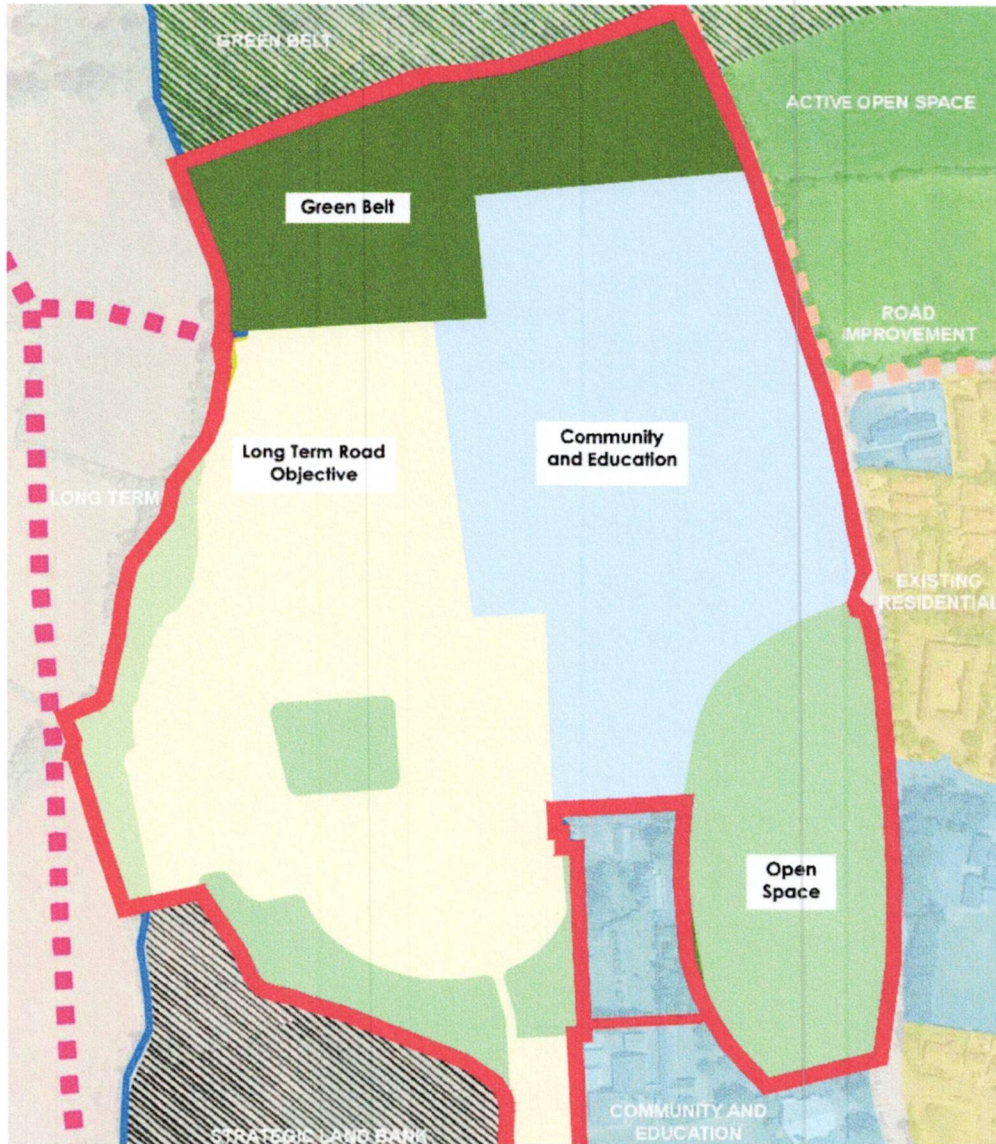 GREEN BELT
ACTIVE OPEN SPACE
Green Belt
ROAD
IMPROVEMENT
Long Term Road
Objective
Community
and Education
LONG TERM
EXISTING
RESIDENTIAL
Open
Space
COMMUNITY AND
EDUCATION
STRATEGIC LAND BANK